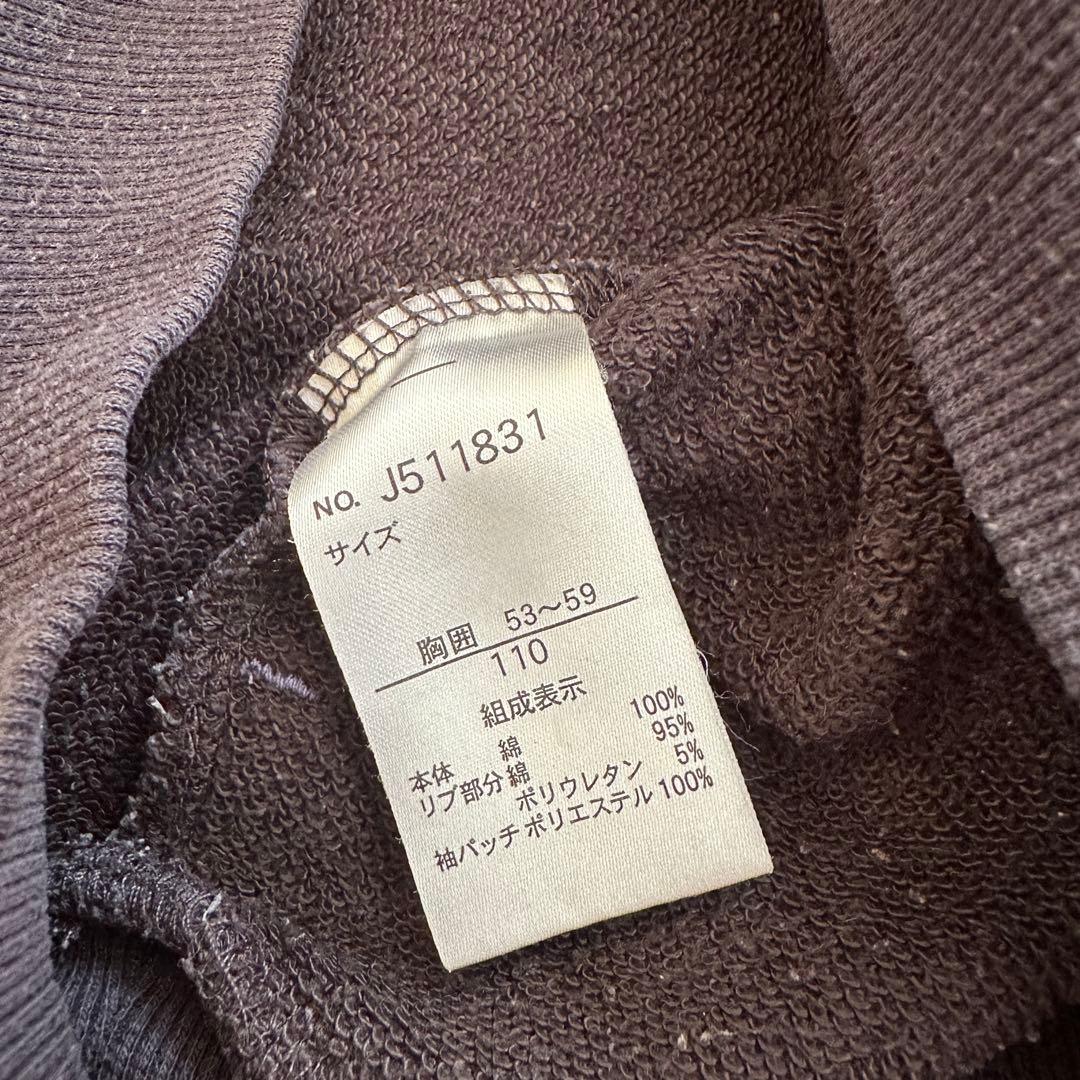 NO. J511831
サイズ
胸囲 53〜59
110
組成表示
本体 綿 100%
リブ部分 綿 95%
ポリウレタン 5%
袖パッチ ポリエステル 100%